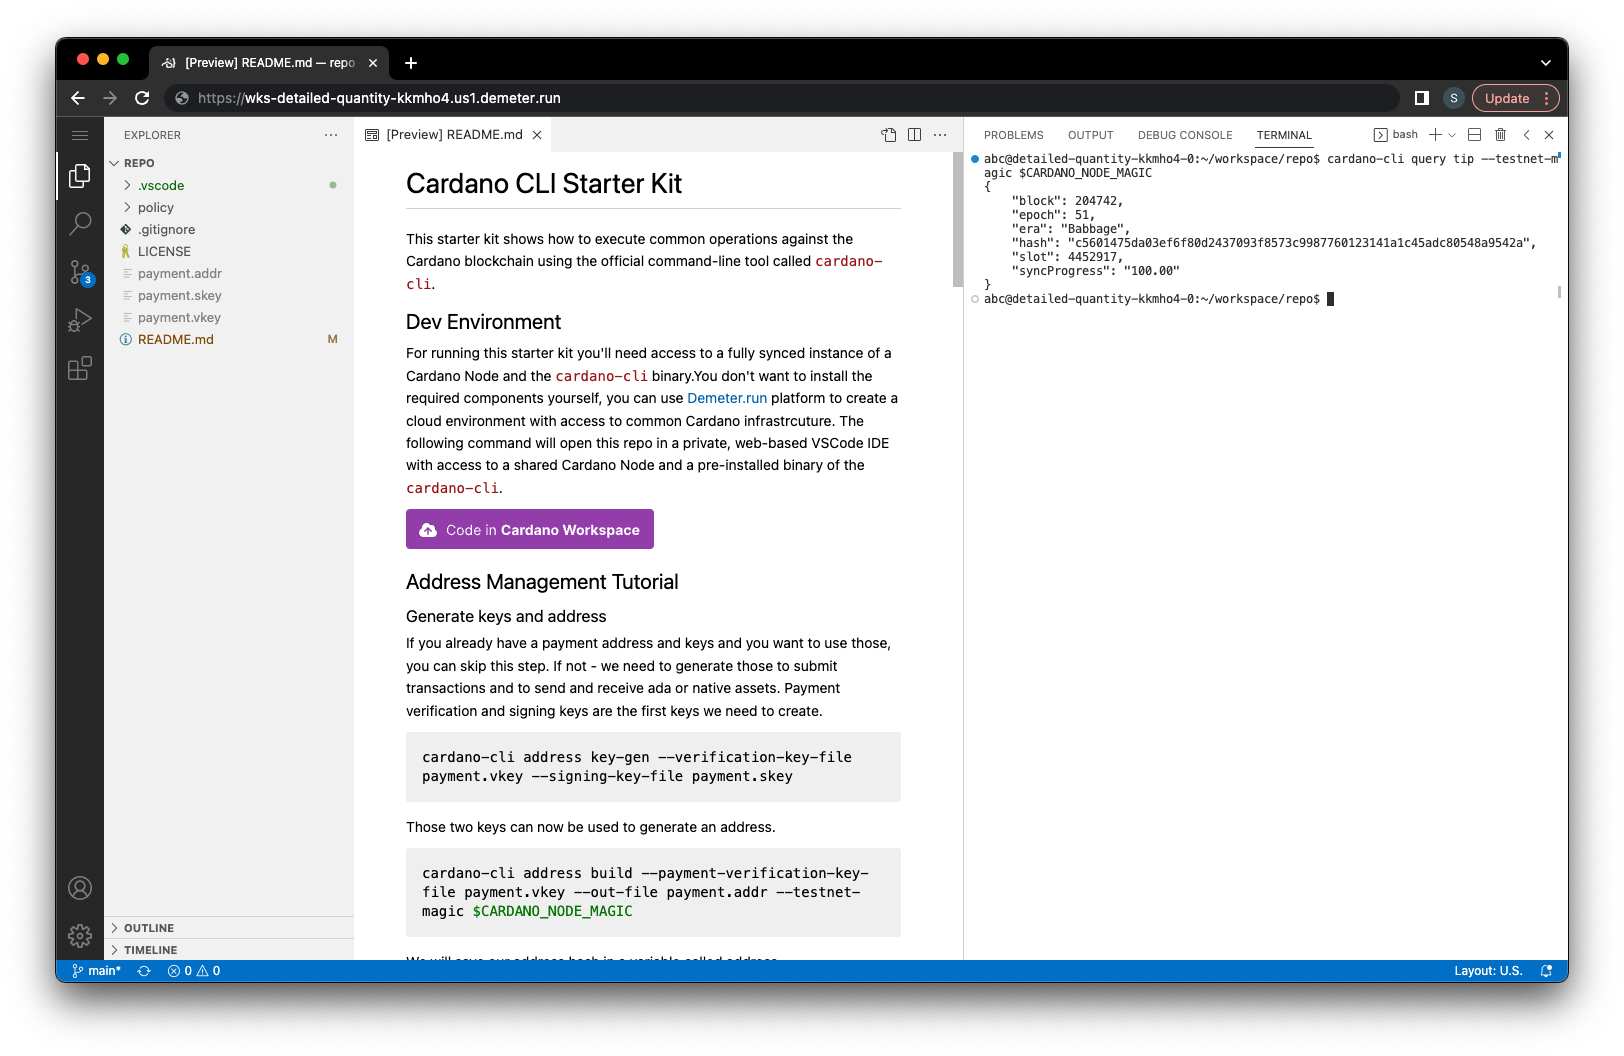 [Preview] README.md — repo
https://wks-detailed-quantity-kkmho4.us1.demeter.run
S
Update
EXPLORER
REPO
.vscode
policy
.gitignore
LICENSE
payment.addr
payment.skey
payment.vkey
README.md
M
3
OUTLINE
TIMELINE
[Preview] README.md
Cardano CLI Starter Kit
This starter kit shows how to execute common operations against the
Cardano blockchain using the official command-line tool called cardano-
cli.
Dev Environment
For running this starter kit you'll need access to a fully synced instance of a
Cardano Node and the cardano-cli binary.You don't want to install the
required components yourself, you can use Demeter.run platform to create a
cloud environment with access to common Cardano infrastrcuture. The
following command will open this repo in a private, web-based VSCode IDE
with access to a shared Cardano Node and a pre-installed binary of the
cardano-cli.
Code in Cardano Workspace
Address Management Tutorial
Generate keys and address
If you already have a payment address and keys and you want to use those,
you can skip this step. If not - we need to generate those to submit
transactions and to send and receive ada or native assets. Payment
verification and signing keys are the first keys we need to create.
cardano-cli address key-gen --verification-key-file
payment.vkey --signing-key-file payment.skey
Those two keys can now be used to generate an address.
cardano-cli address build --payment-verification-key-
file payment.vkey --out-file payment.addr --testnet-
magic $CARDANO_NODE_MAGIC
We will save our address hash in a variable called address
PROBLEMS OUTPUT DEBUG CONSOLE TERMINAL bash
abc@detailed-quantity-kkmho4-0:~/workspace/repo$ cardano-cli query tip --testnet-m
agic $CARDANO_NODE_MAGIC
{
"block": 204742,
"epoch": 51,
"era": "Babbage",
"hash": "c5601475da03ef6f80d2437093f8573c9987760123141a1c45adc80548a9542a",
"slot": 4452917,
"syncProgress": "100.00"
}
abc@detailed-quantity-kkmho4-0:~/workspace/repo$
main* 0 0
Layout: U.S.